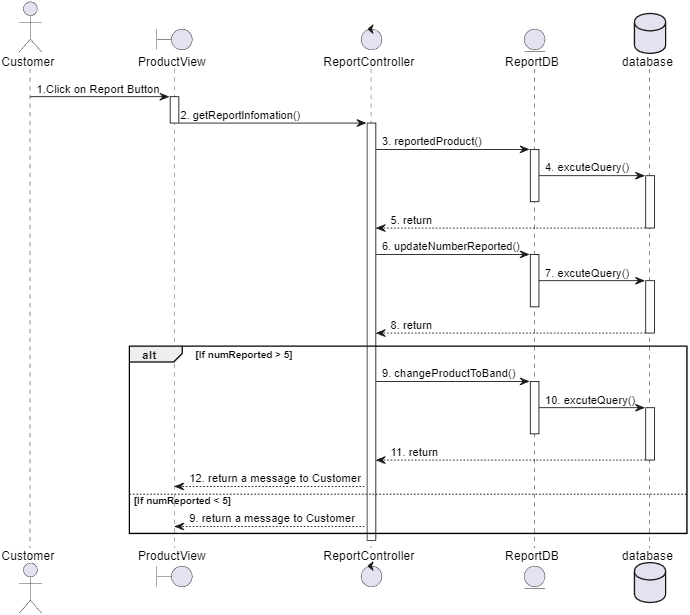 Customer
ProductView
ReportController
ReportDB
database
1.Click on Report Button
2. getReportInfomation()
3. reportedProduct()
4. excuteQuery()
5. return
6. updateNumberReported()
7. excuteQuery()
8. return
alt
[If numReported > 5]
9. changeProductToBand()
10. excuteQuery()
11. return
12. return a message to Customer
[If numReported < 5]
9. return a message to Customer
Customer
ProductView
ReportController
ReportDB
database